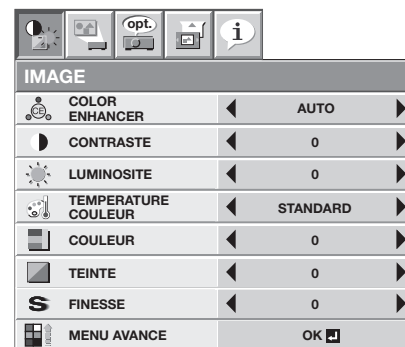 opt.
i
IMAGE
CE
COLOR
ENHANCER
AUTO
CONTRASTE
0
LUMINOSITE
0
TEMPERATURE
COULEUR
STANDARD
COULEUR
0
TEINTE
0
S FINESSE
0
MENU AVANCE
OK